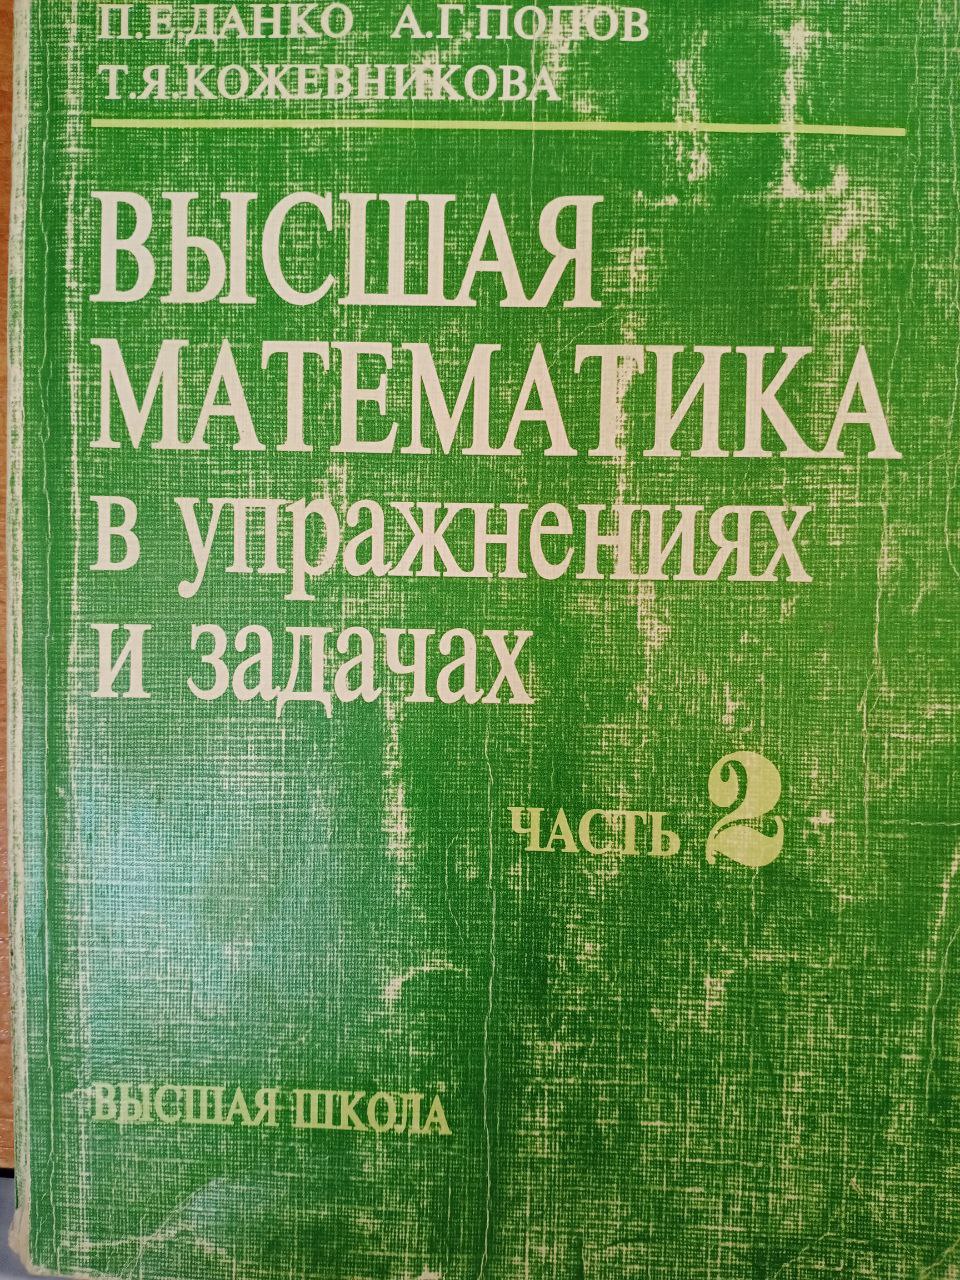 П.Е.ДАНКО А.Г.ПОПОВ
Т.Я.КОЖЕВНИКОВА
ВЫСШАЯ
МАТЕМАТИКА
в упражнениях
и задачах
ЧАСТЬ 2
ВЫСШАЯ ШКОЛА